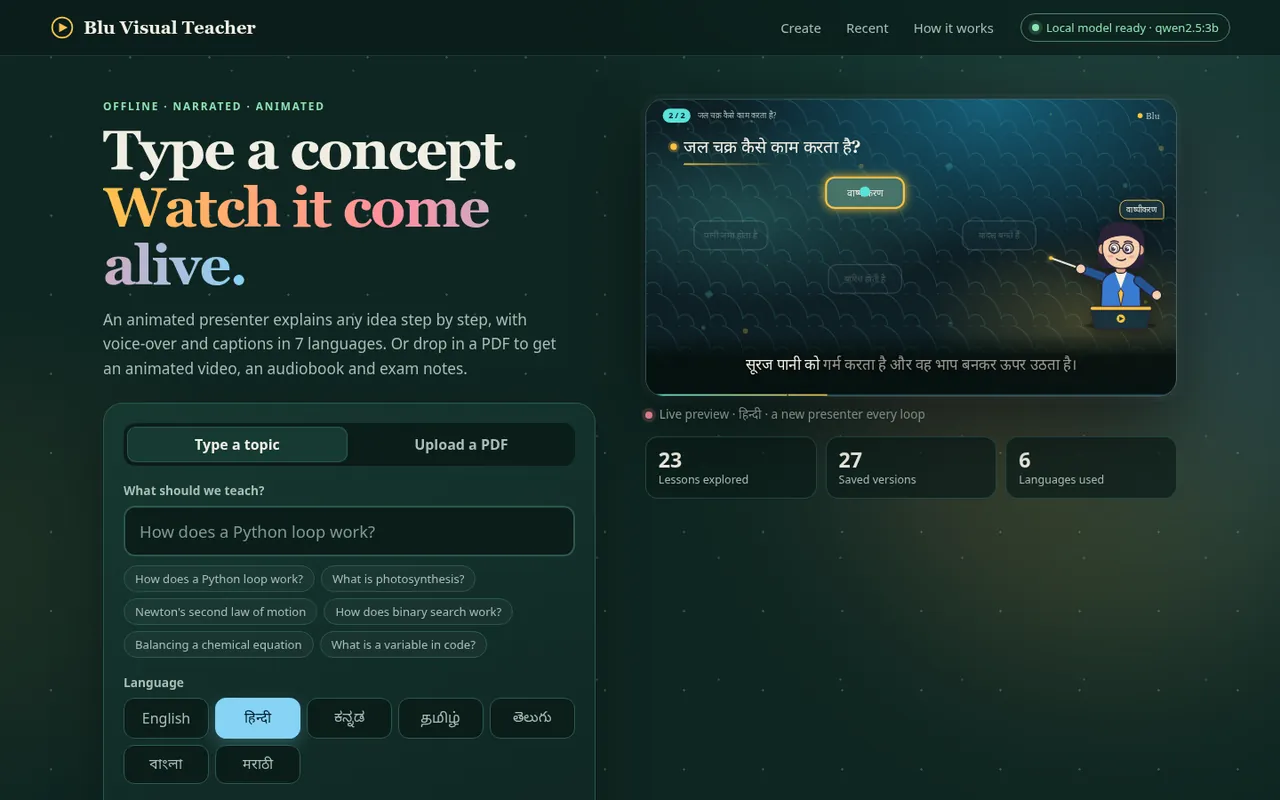 Blu Visual Teacher
Create
Recent
How it works
Local model ready · qwen2.5:3b
OFFLINE · NARRATED · ANIMATED
Type a concept.
Watch it come
alive.
An animated presenter explains any idea step by step, with
voice-over and captions in 7 languages. Or drop in a PDF to get
an animated video, an audiobook and exam notes.
Type a topic
Upload a PDF
What should we teach?
How does a Python loop work?
How does a Python loop work?
What is photosynthesis?
Newton's second law of motion
How does binary search work?
Balancing a chemical equation
What is a variable in code?
Language
English
हिन्दी
ಕನ್ನಡ
தமிழ்
తెలుగు
বাংলা
मराठी
2 / 2
जल चक्र कैसे काम करता है?
Blu
जल चक्र कैसे काम करता है?
वाष्पीकरण
पानी जमा होता है
बादल बनते हैं
वाष्पीकरण
सूरज पानी को गर्म करता है और वह भाप बनकर ऊपर उठता है।
Live preview · हिन्दी · a new presenter every loop
23
Lessons explored
27
Saved versions
6
Languages used